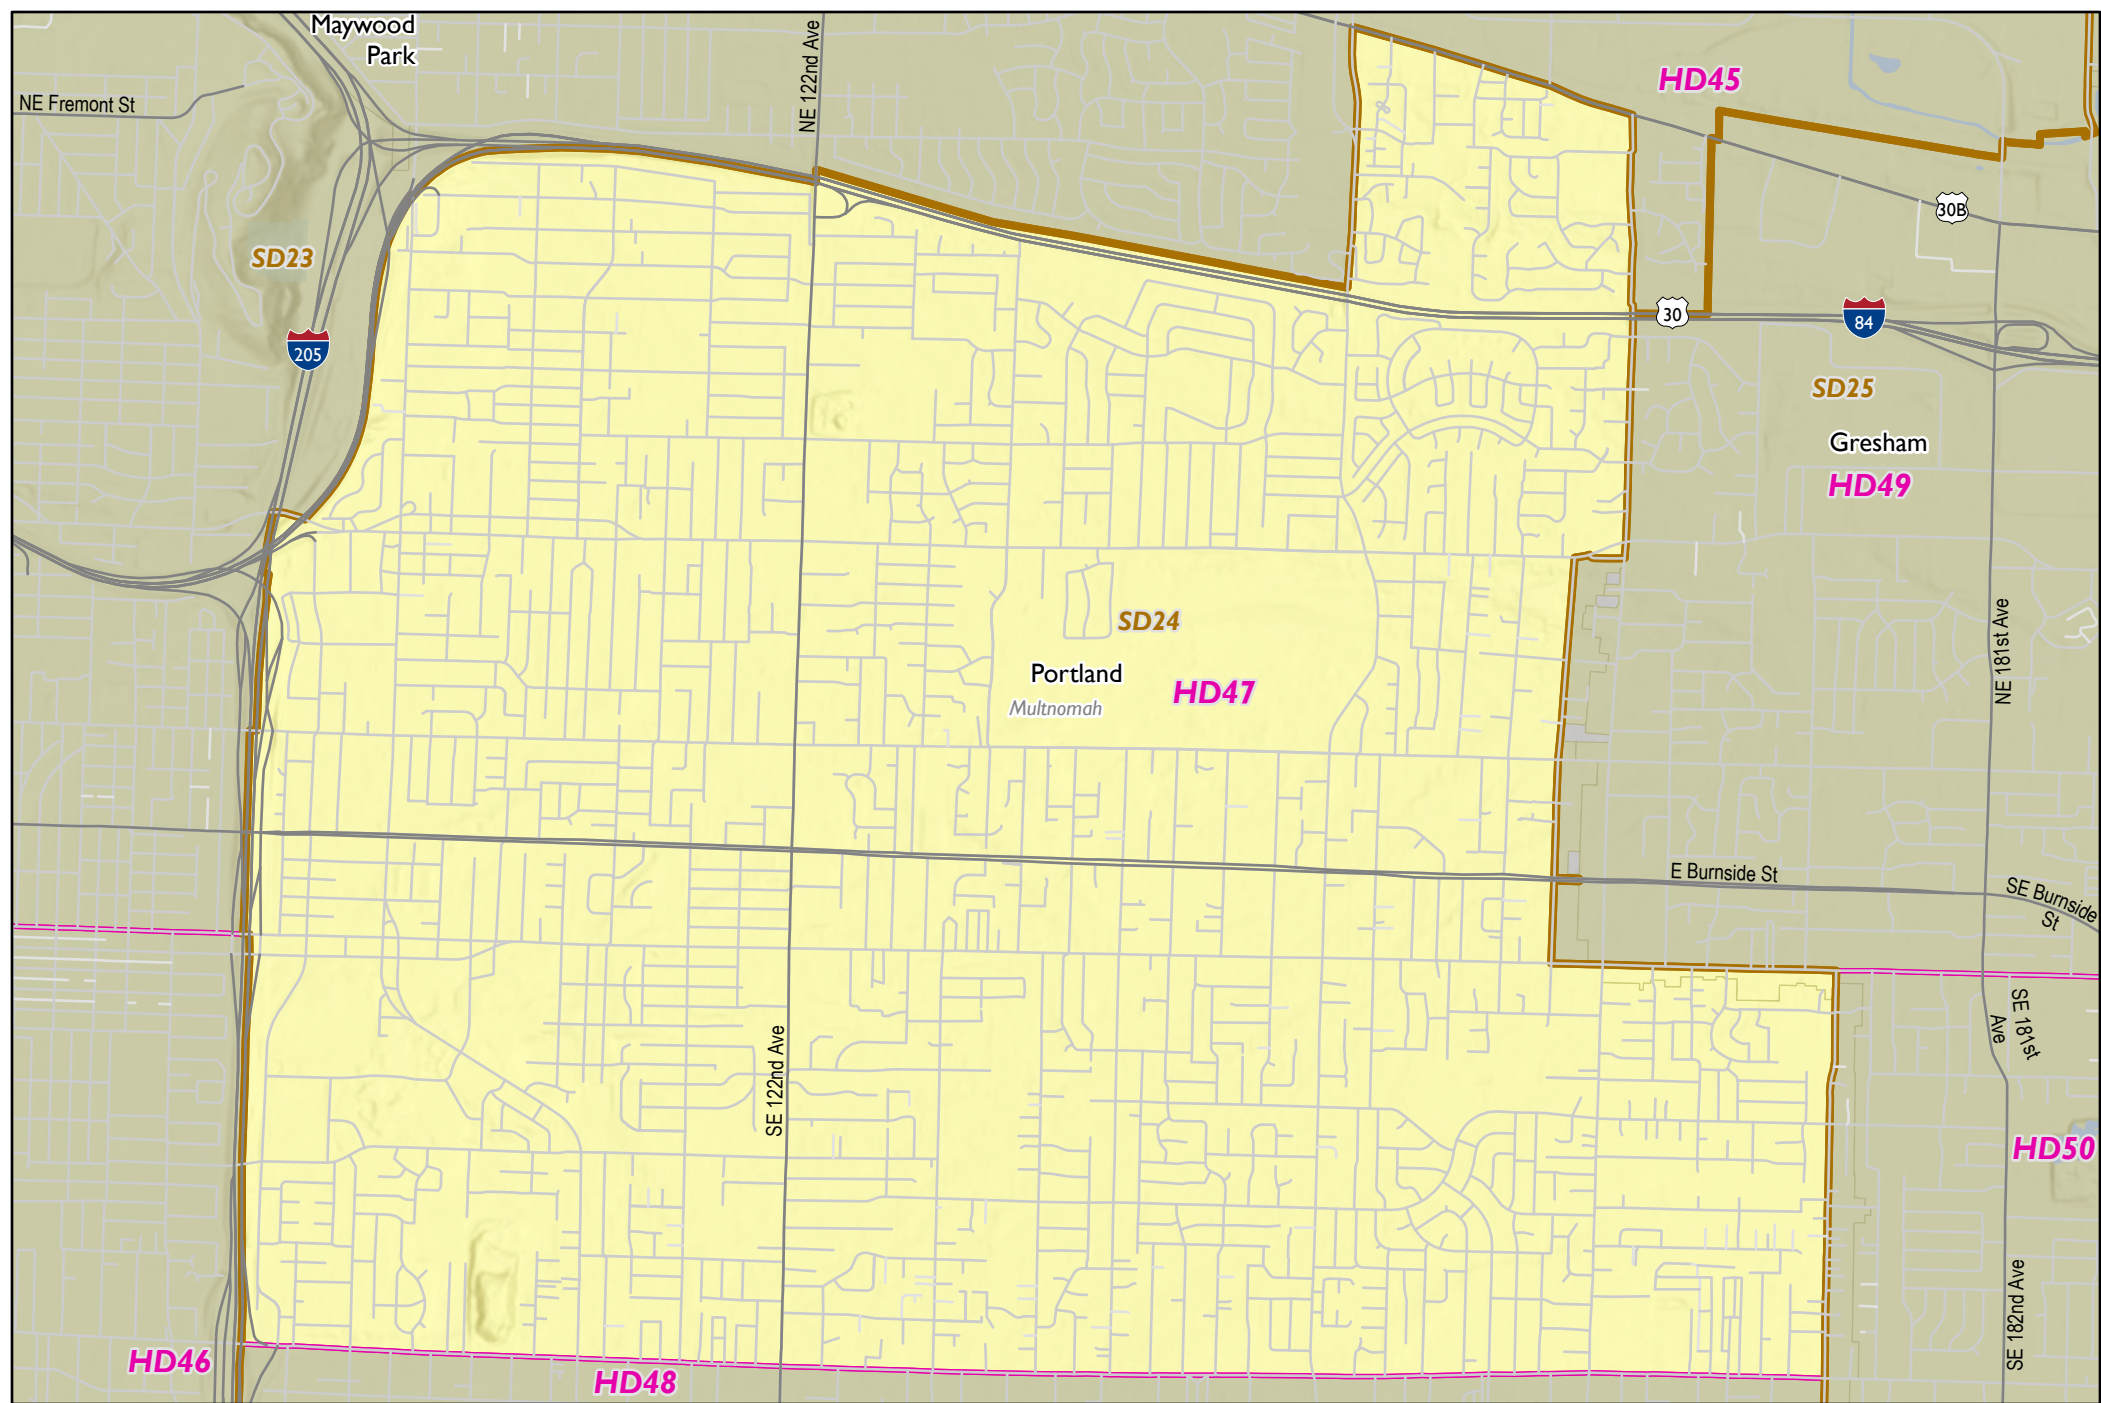 Maywood
Park
NE 122nd Ave
HD45
NE Fremont St
30B
SD23
30
84
205
SD25
Gresham
HD49
SD24
NE 181st Ave
Portland
HD47
Multnomah
E Burnside St
SE Burnside
St
SE 181st
Ave
SE 122nd Ave
HD50
SE 182nd Ave
HD46
HD48